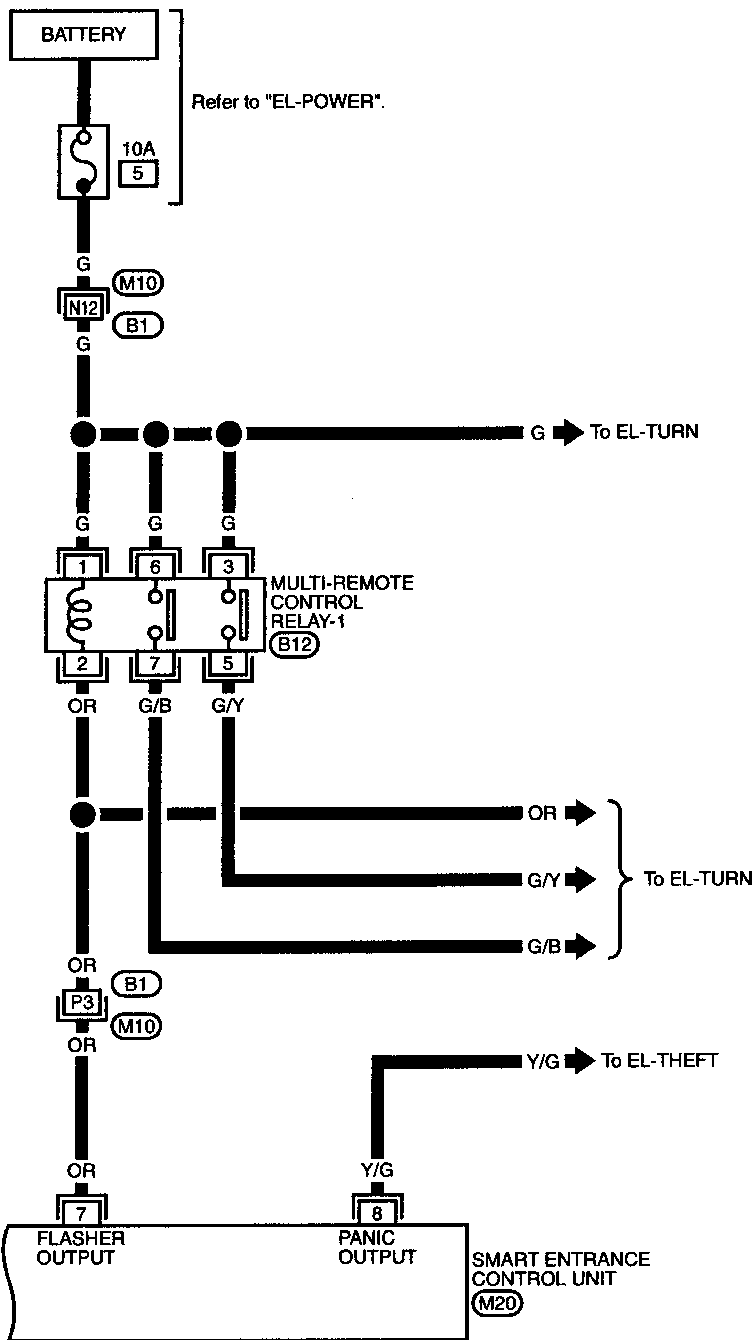 BATTERY
Refer to "EL-POWER".
10A
5
G
M10
N12
B1
G
G To EL-TURN
G G G
1 6 3
MULTI-REMOTE
CONTROL
RELAY-1
B12
2 7 5
OR G/B G/Y
OR
G/Y To EL-TURN
G/B
OR
B1
P3
M10
OR
Y/G To EL-THEFT
OR Y/G
7 8
FLASHER
OUTPUT
PANIC
OUTPUT
SMART ENTRANCE
CONTROL UNIT
M20